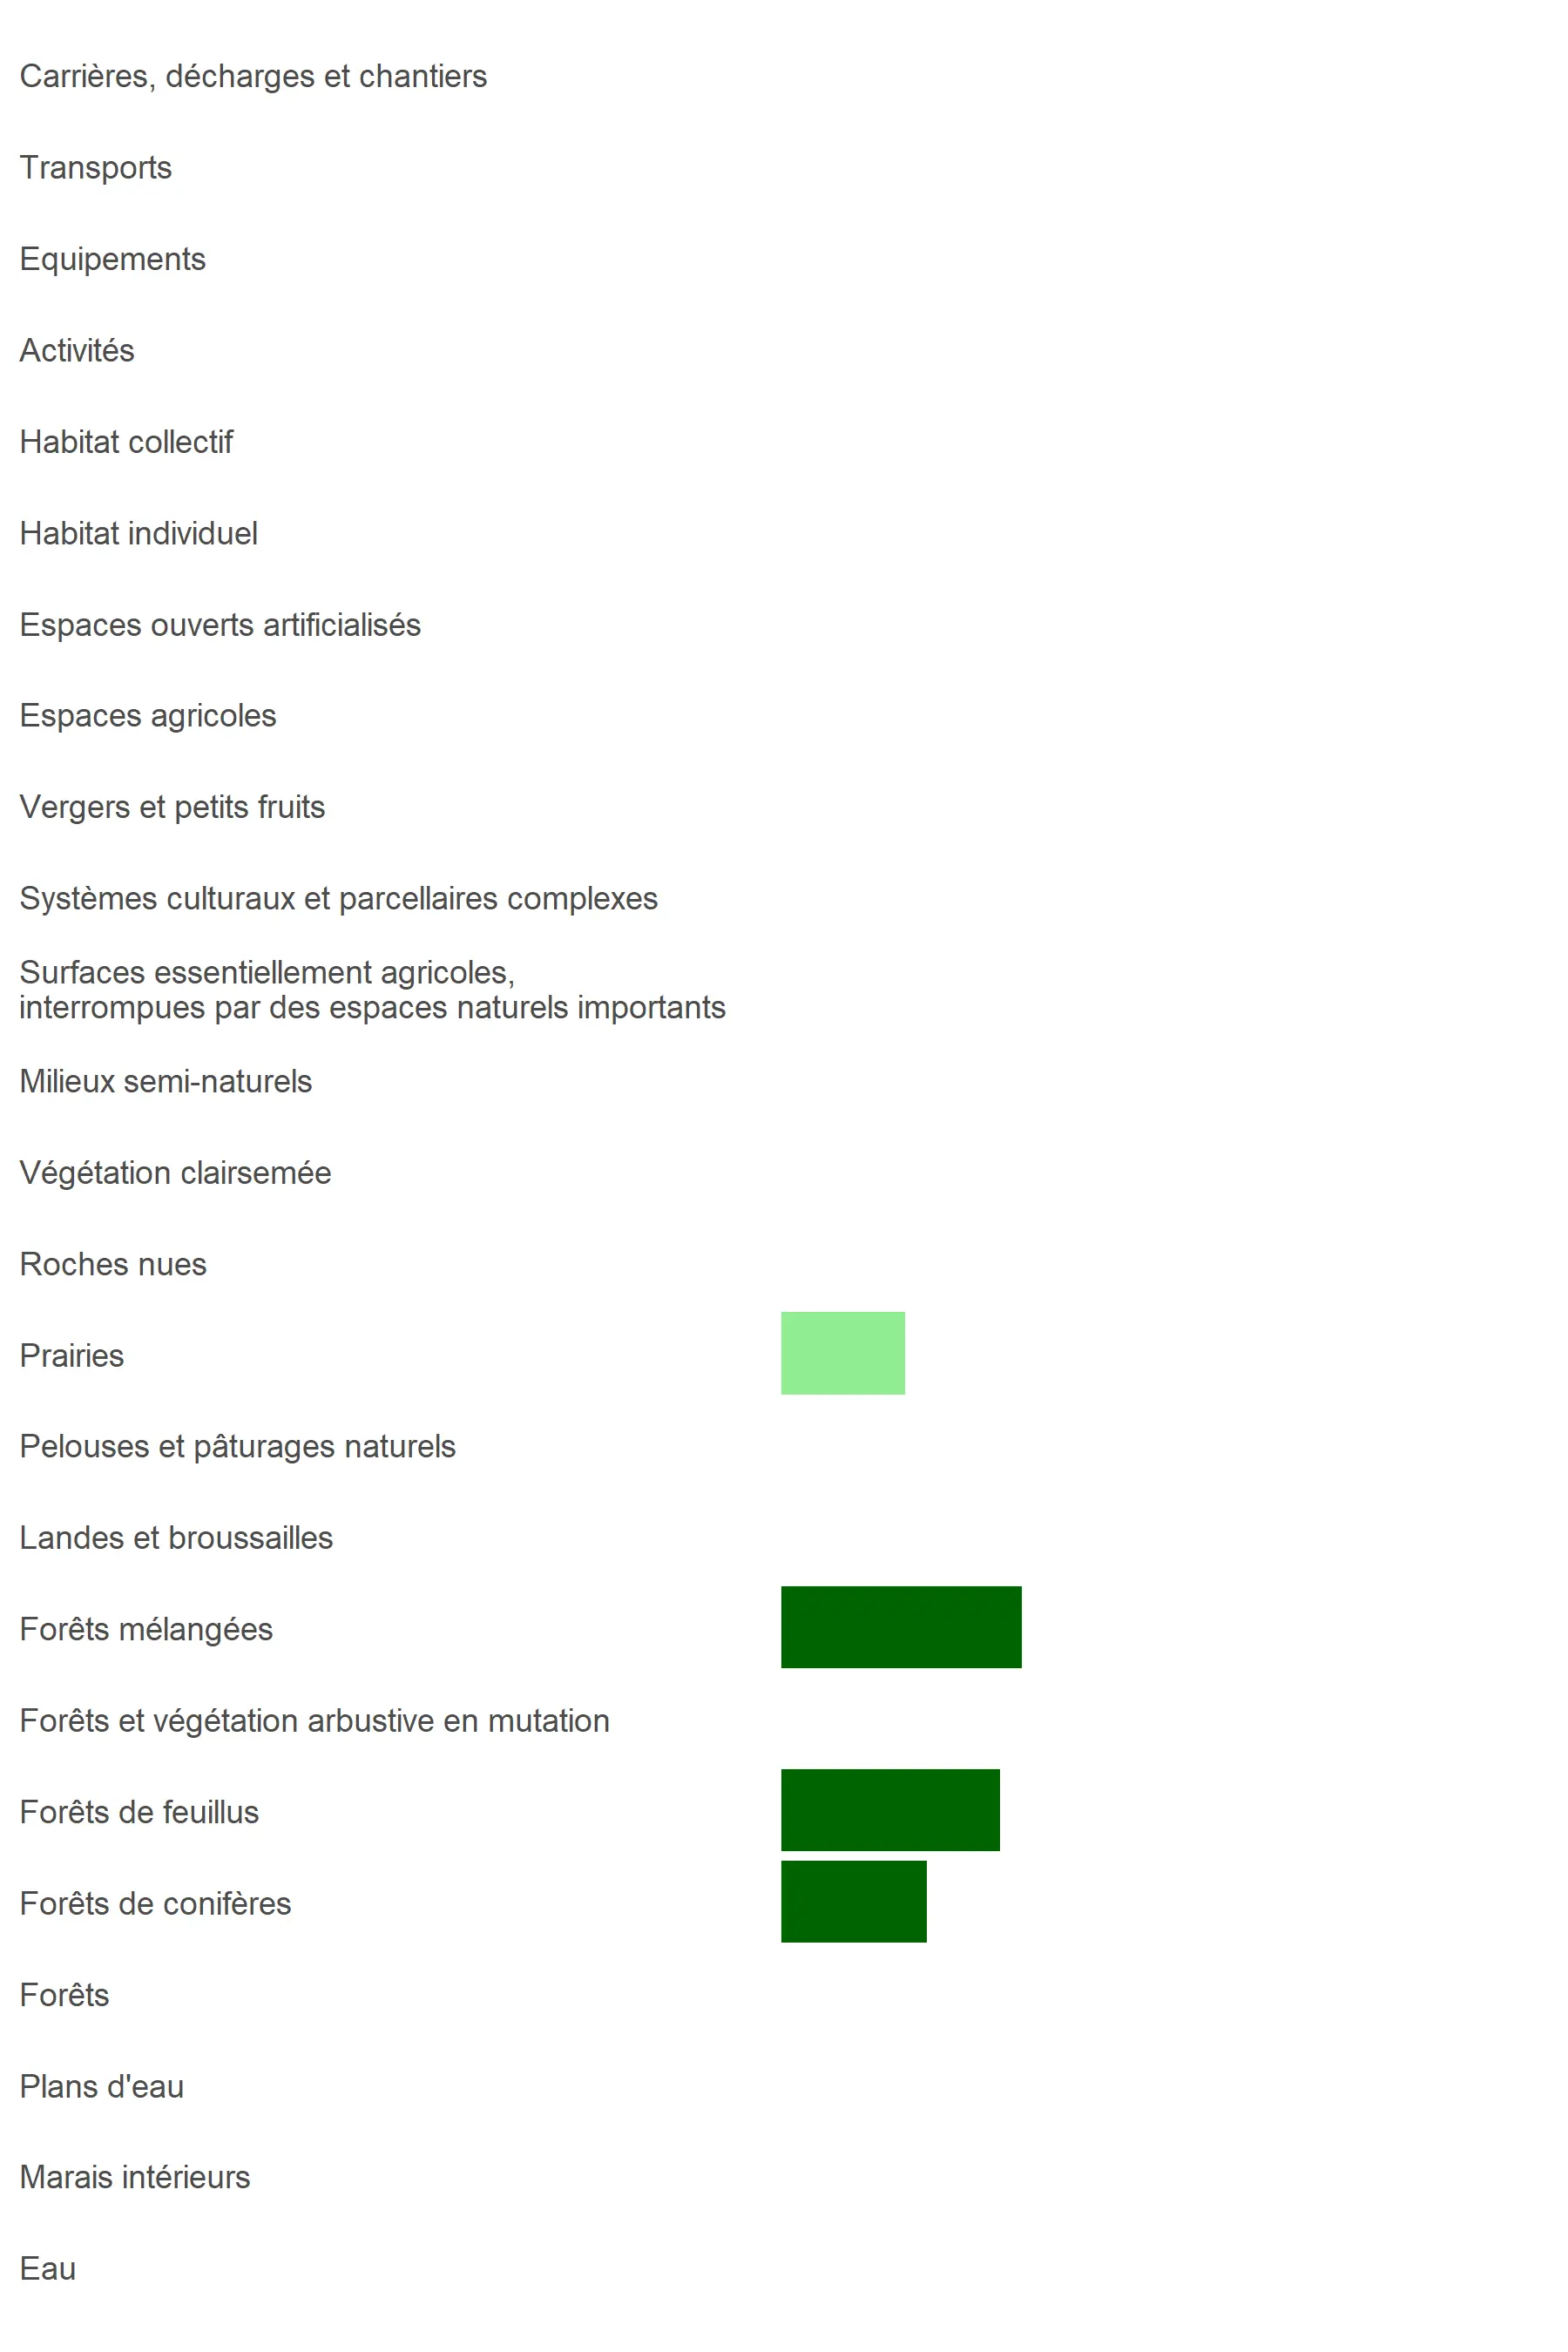 Carrières, décharges et chantiers
Transports
Equipements
Activités
Habitat collectif
Habitat individuel
Espaces ouverts artificialisés
Espaces agricoles
Vergers et petits fruits
Systèmes culturaux et parcellaires complexes
Surfaces essentiellement agricoles,
interrompues par des espaces naturels importants
Milieux semi-naturels
Végétation clairsemée
Roches nues
Prairies
Pelouses et pâturages naturels
Landes et broussailles
Forêts mélangées
Forêts et végétation arbustive en mutation
Forêts de feuillus
Forêts de conifères
Forêts
Plans d'eau
Marais intérieurs
Eau